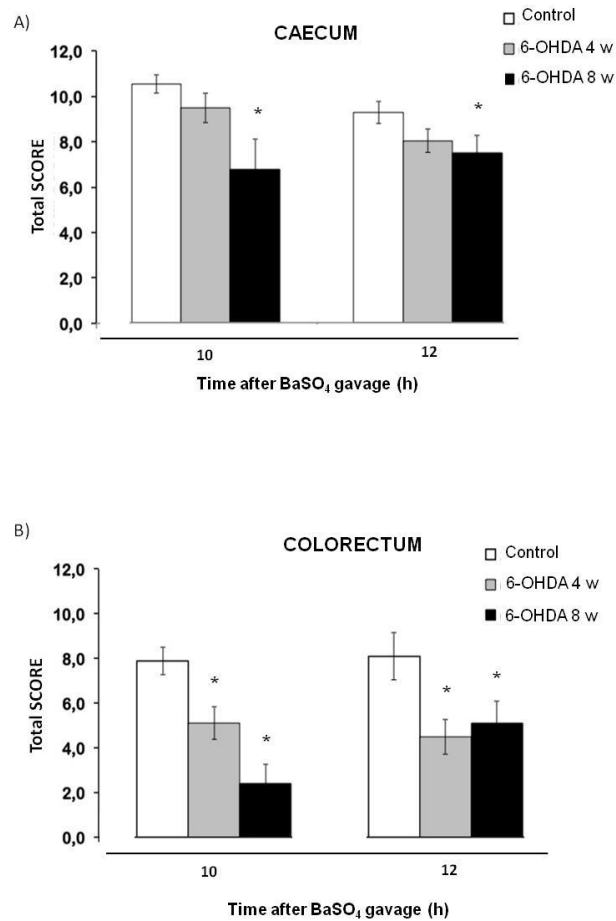 A)
CAECUM
Control
6-OHDA 4 w
6-OHDA 8 w
Total SCORE
12,0
10,0
8,0
6,0
4,0
2,0
0,0
*
*
10
12
Time after BaSO₄ gavage (h)
B)
COLORECTUM
Control
6-OHDA 4 w
6-OHDA 8 w
Total SCORE
12,0
10,0
8,0
6,0
4,0
2,0
0,0
*
*
*
*
10
12
Time after BaSO₄ gavage (h)